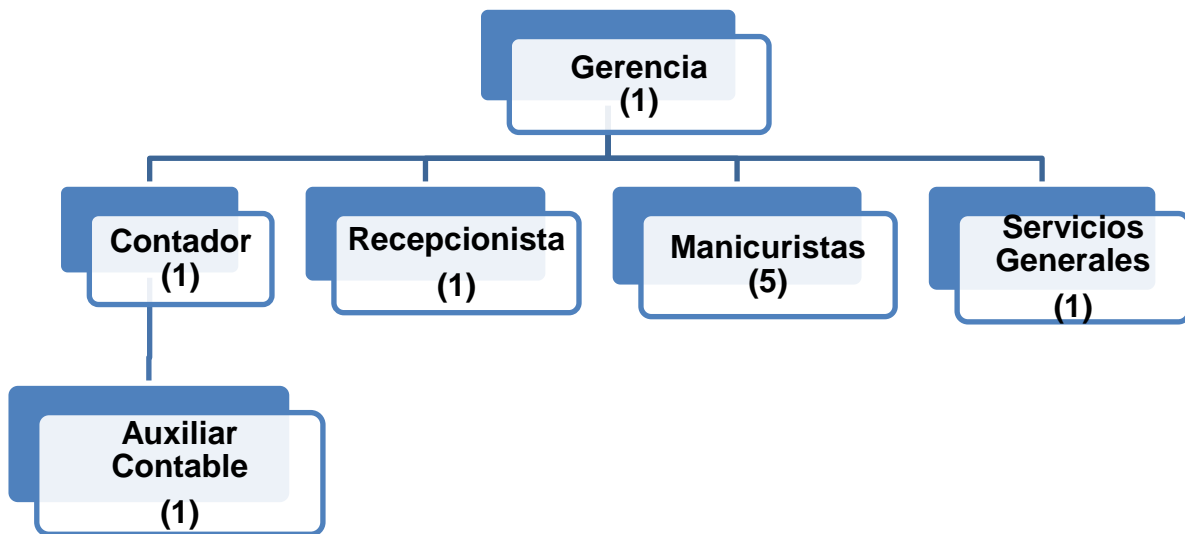 Gerencia
(1)
Contador
(1)
Recepcionista
(1)
Manicuristas
(5)
Servicios
Generales
(1)
Auxiliar
Contable
(1)